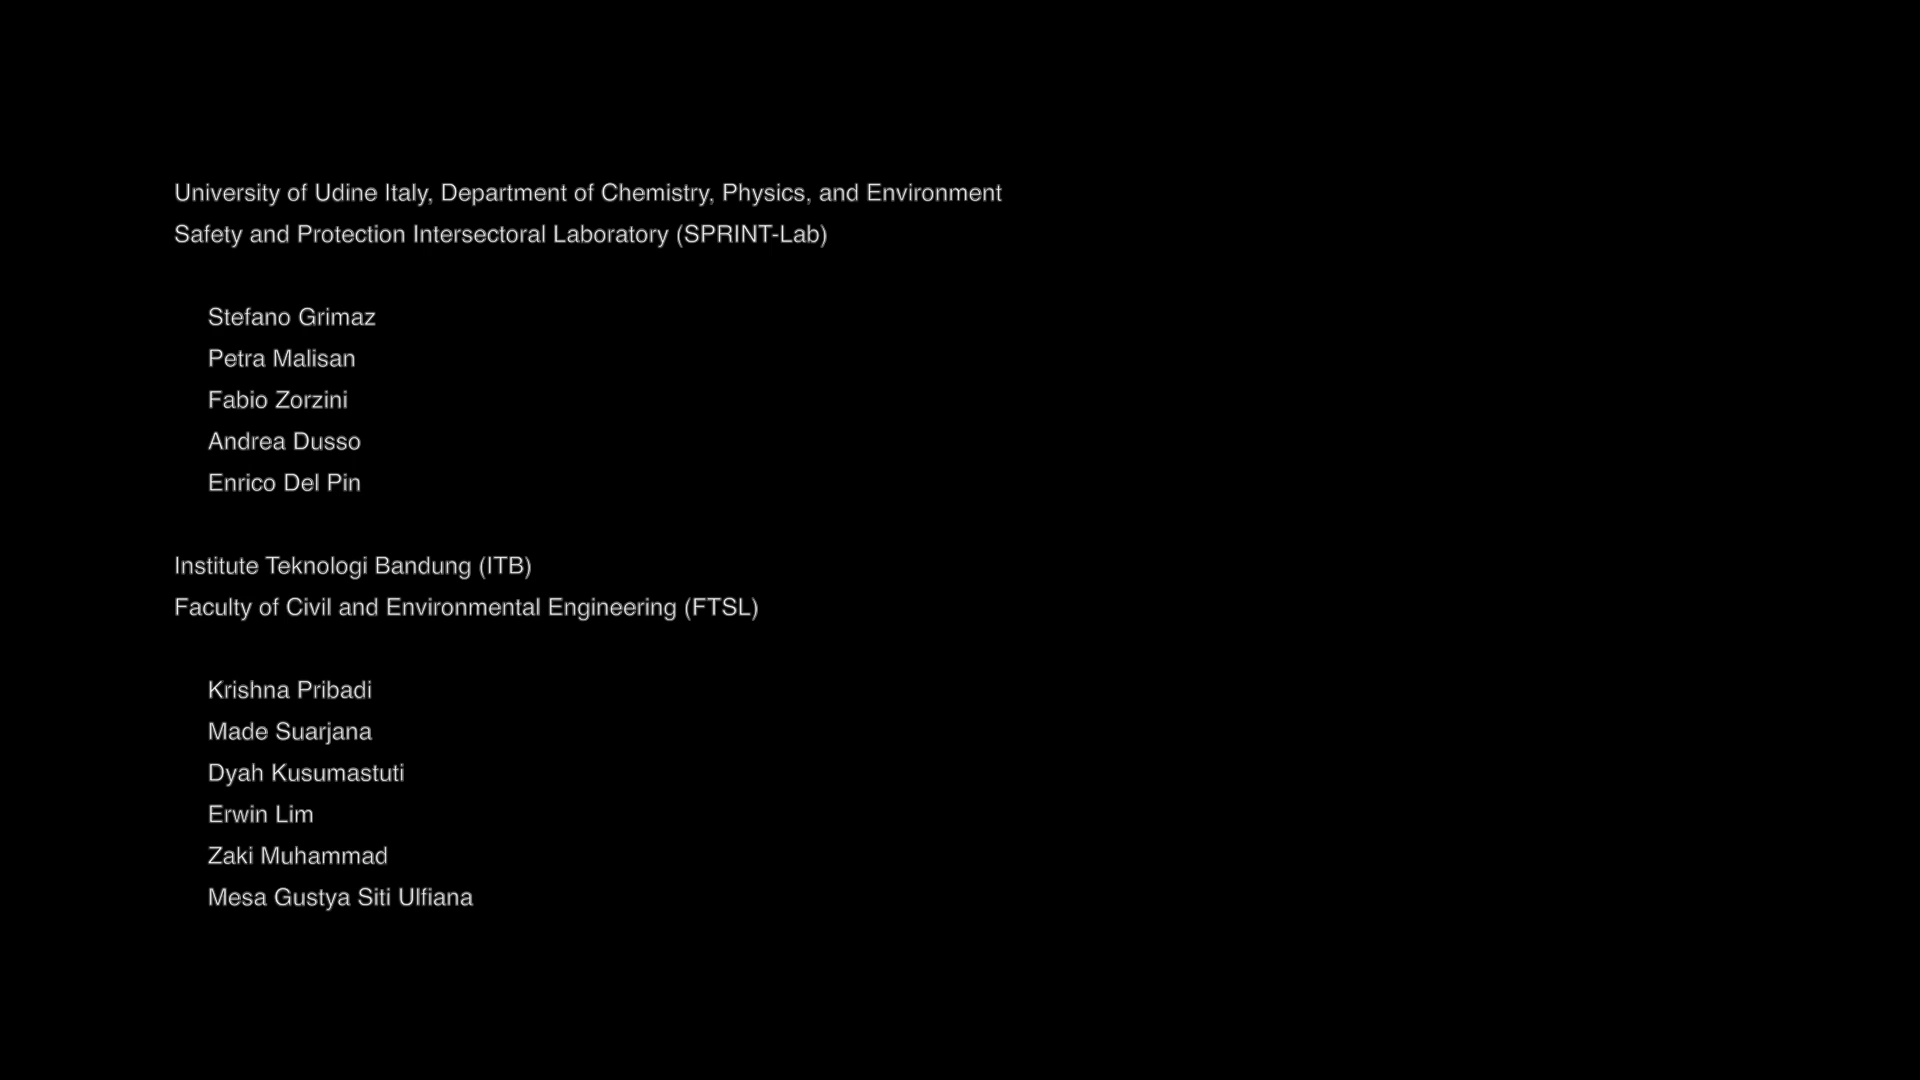 University of Udine Italy, Department of Chemistry, Physics, and Environment
Safety and Protection Intersectoral Laboratory (SPRINT-Lab)
Stefano Grimaz
Petra Malisan
Fabio Zorzini
Andrea Dusso
Enrico Del Pin
Institute Teknologi Bandung (ITB)
Faculty of Civil and Environmental Engineering (FTSL)
Krishna Pribadi
Made Suarjana
Dyah Kusumastuti
Erwin Lim
Zaki Muhammad
Mesa Gustya Siti Ulfiana